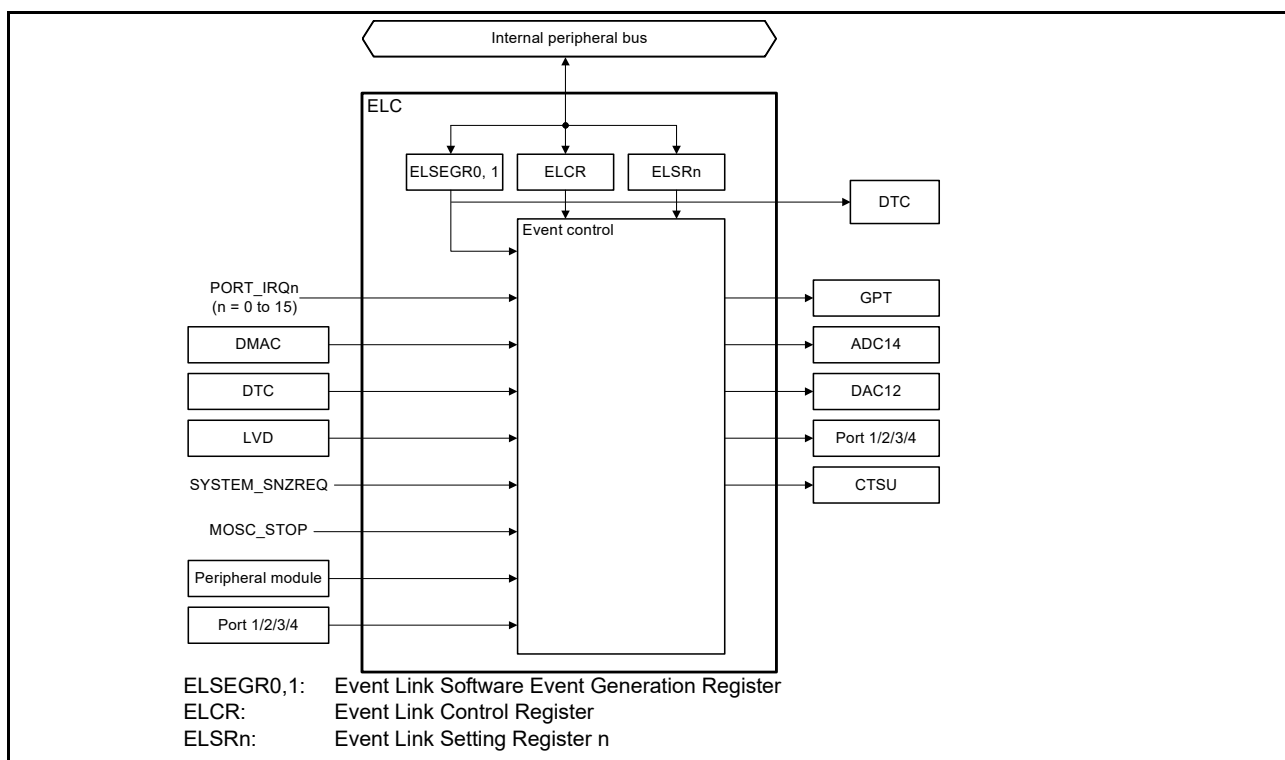 Internal peripheral bus
ELC
ELSEGR0, 1
ELCR
ELSRn
DTC
Event control
PORT_IRQn
(n = 0 to 15)
GPT
DMAC
ADC14
DTC
DAC12
LVD
Port 1/2/3/4
SYSTEM_SNZREQ
CTSU
MOSC_STOP
Peripheral module
Port 1/2/3/4
ELSEGR0,1: Event Link Software Event Generation Register
ELCR: Event Link Control Register
ELSRn: Event Link Setting Register n